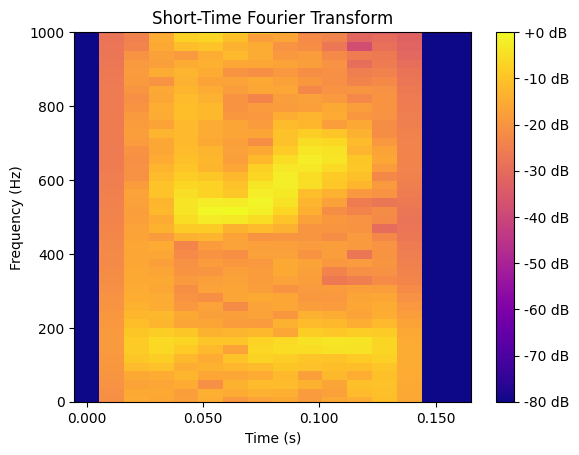 Short-Time Fourier Transform
1000
800
600
400
200
0
Frequency (Hz)
0.000
0.050
0.100
0.150
Time (s)
+0 dB
-10 dB
-20 dB
-30 dB
-40 dB
-50 dB
-60 dB
-70 dB
-80 dB